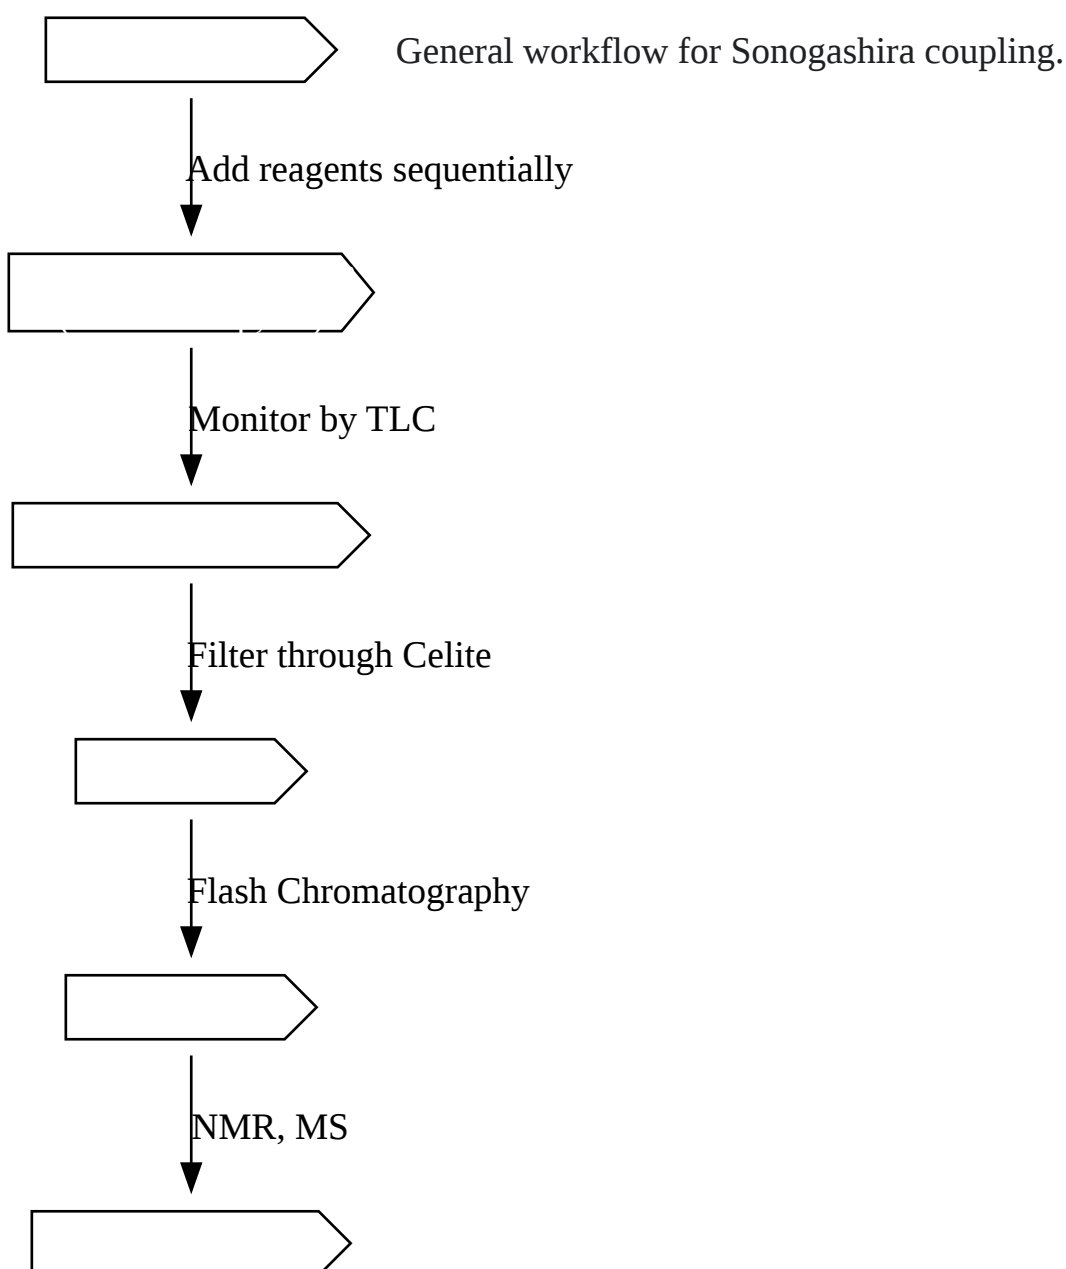 General workflow for Sonogashira coupling.
Add reagents sequentially
Monitor by TLC
Filter through Celite
Flash Chromatography
NMR, MS